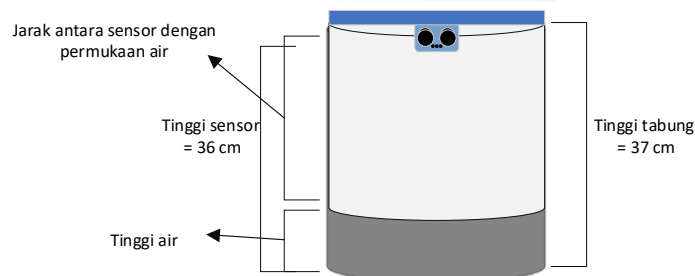 Jarak antara sensor dengan
permukaan air
Tinggi sensor
= 36 cm
Tinggi tabung
= 37 cm
Tinggi air